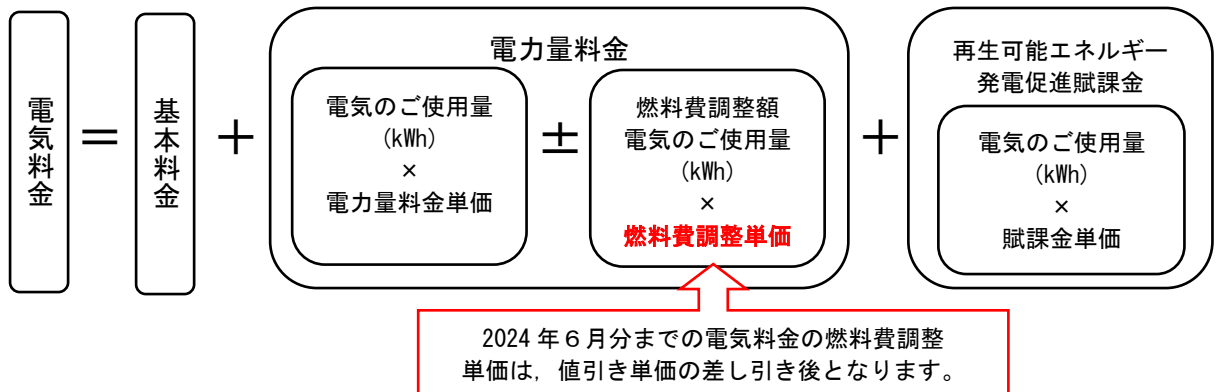 電気料金
＝
基本料金
＋
電力量料金
電気のご使用量
(kWh)
×
電力量料金単価
±
燃料費調整額
電気のご使用量
(kWh)
×
燃料費調整単価
＋
再生可能エネルギー
発電促進賦課金
電気のご使用量
(kWh)
×
賦課金単価
2024年６月分までの電気料金の燃料費調整
単価は，値引き単価の差し引き後となります。